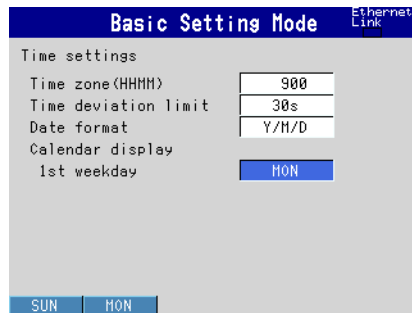 Basic Setting Mode
Ethernet
Link
Time settings
Time zone(HHMM) 900
Time deviation limit 30s
Date format Y/M/D
Calendar display
1st weekday MON
SUN MON